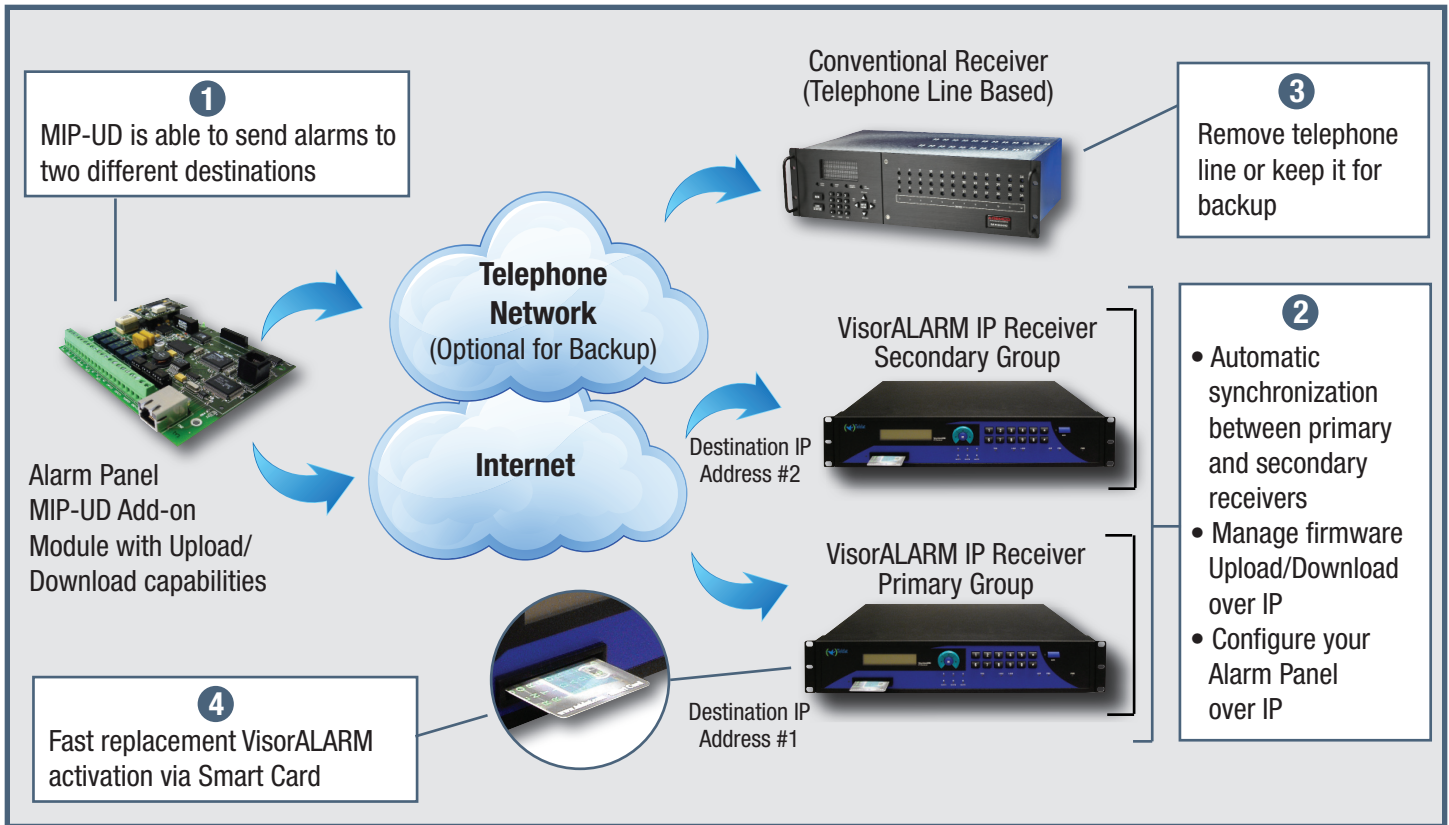 1
MIP-UD is able to send alarms to
two different destinations
Conventional Receiver
(Telephone Line Based)
3
Remove telephone
line or keep it for
backup
Telephone
Network
(Optional for Backup)
Internet
Alarm Panel
MIP-UD Add-on
Module with Upload/
Download capabilities
VisorALARM IP Receiver
Secondary Group
Destination IP
Address #2
VisorALARM IP Receiver
Primary Group
Destination IP
Address #1
2
• Automatic
synchronization
between primary
and secondary
receivers
• Manage firmware
Upload/Download
over IP
• Configure your
Alarm Panel
over IP
4
Fast replacement VisorALARM
activation via Smart Card